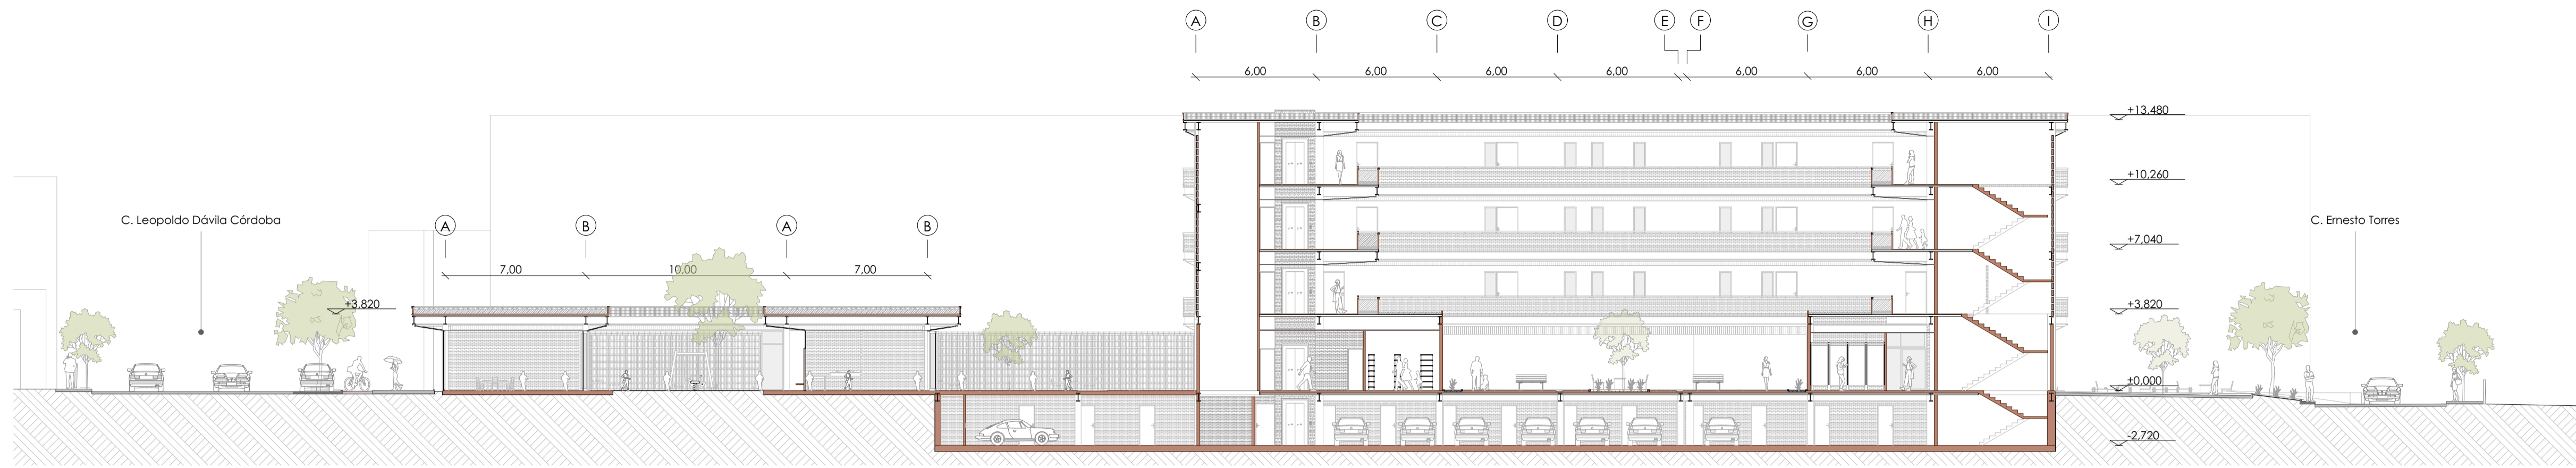 A B C D E F G H I
6,00 6,00 6,00 6,00 6,00 6,00 6,00
+13,480
+10,260
C. Leopoldo Dávila Córdoba
A B A B
C. Ernesto Torres
+7,040
7,00 10,00 7,00
+3,820
+3,820
+0,000
-2,720